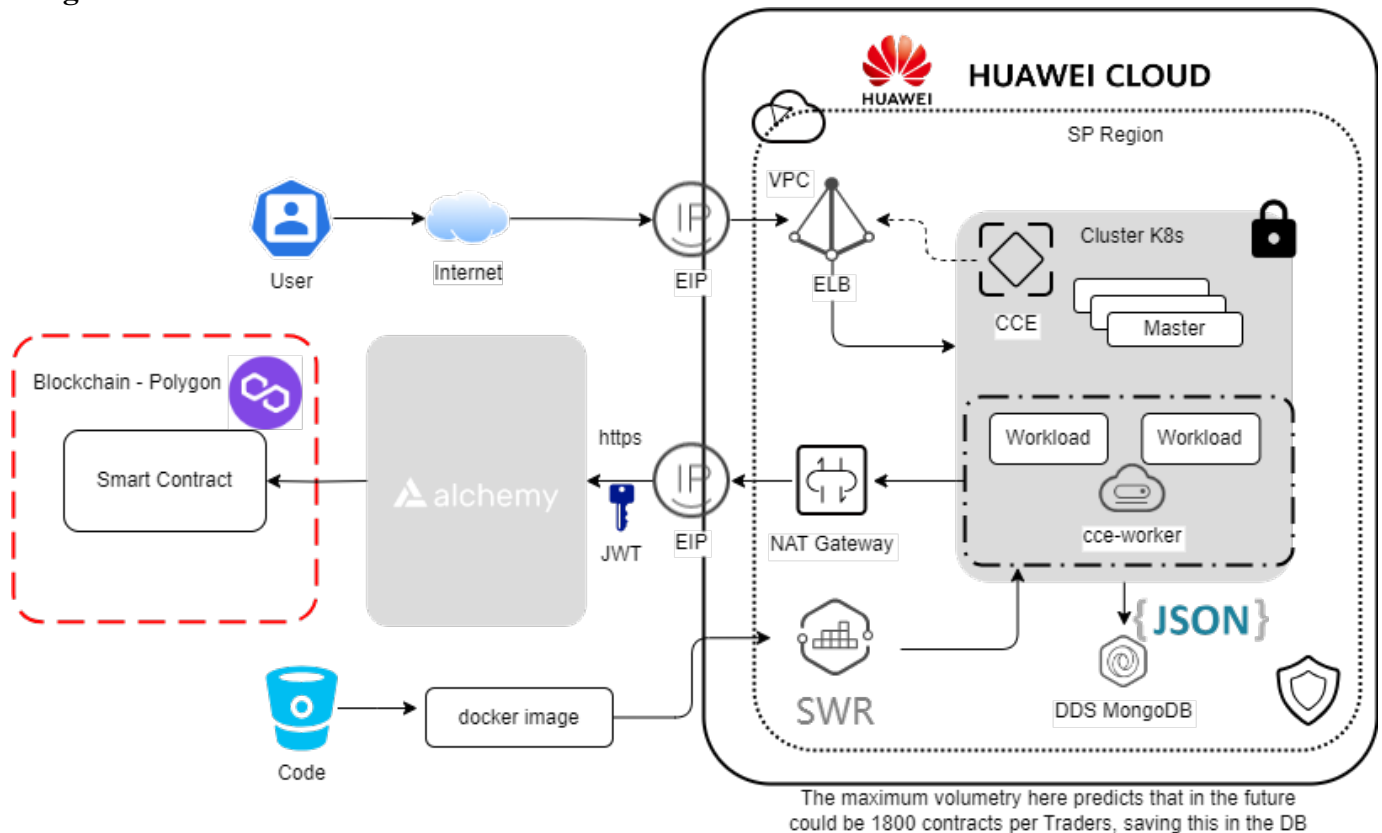 HUAWEI
HUAWEI CLOUD
SP Region
VPC
User
Internet
EIP
ELB
Cluster K8s
CCE
Master
Blockchain - Polygon
Smart Contract
alchemy
https
JWT
EIP
NAT Gateway
Workload
Workload
cce-worker
{JSON}
DDS MongoDB
SWR
docker image
Code
The maximum volumetry here predicts that in the future
could be 1800 contracts per Traders, saving this in the DB